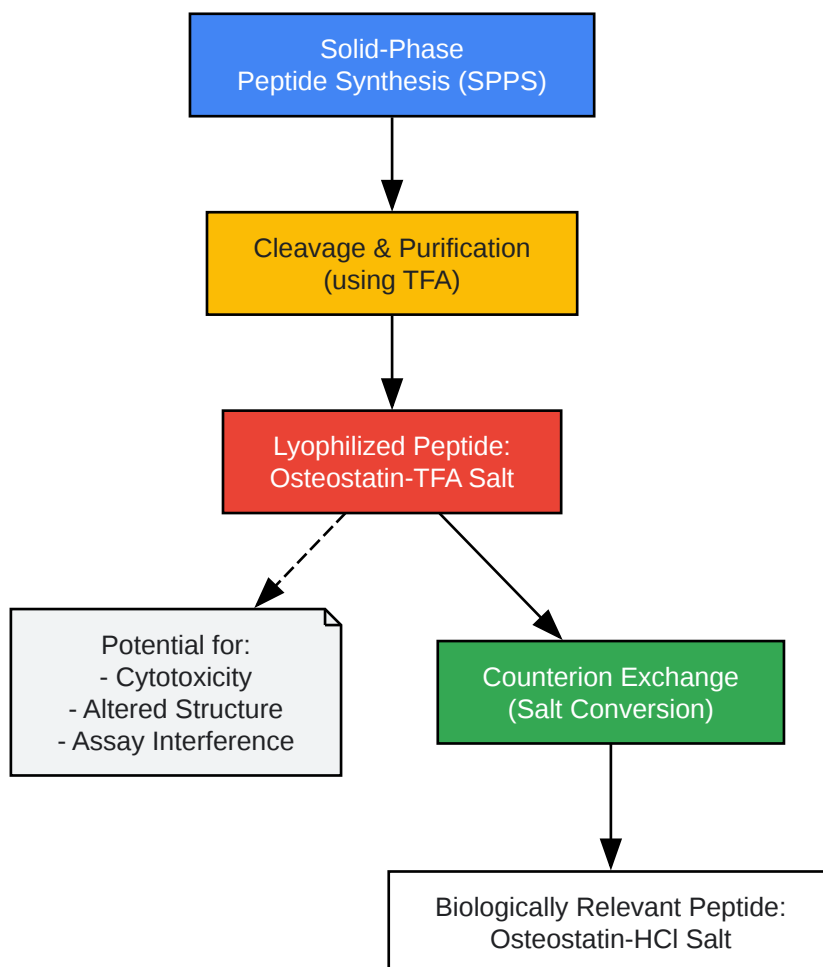 Solid-Phase
Peptide Synthesis (SPPS)
Cleavage & Purification
(using TFA)
Lyophilized Peptide:
Osteostatin-TFA Salt
Potential for:
- Cytotoxicity
- Altered Structure
- Assay Interference
Counterion Exchange
(Salt Conversion)
Biologically Relevant Peptide:
Osteostatin-HCl Salt